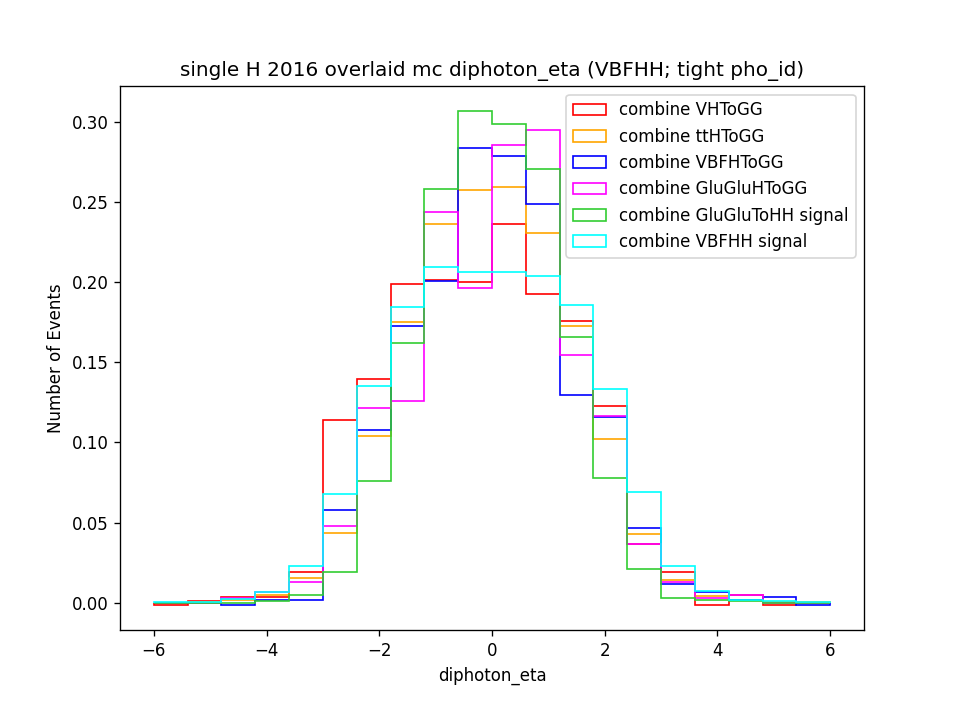 single H 2016 overlaid mc diphoton_eta (VBFHH; tight pho_id)
combine VHToGG
combine ttHToGG
combine VBFHToGG
combine GluGluHToGG
combine GluGluToHH signal
combine VBFHH signal
Number of Events
0.30
0.25
0.20
0.15
0.10
0.05
0.00
−6
−4
−2
0
2
4
6
diphoton_eta